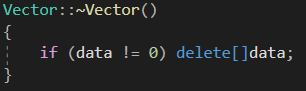 Vector::~Vector()
{
    if (data != 0) delete[]data;
}